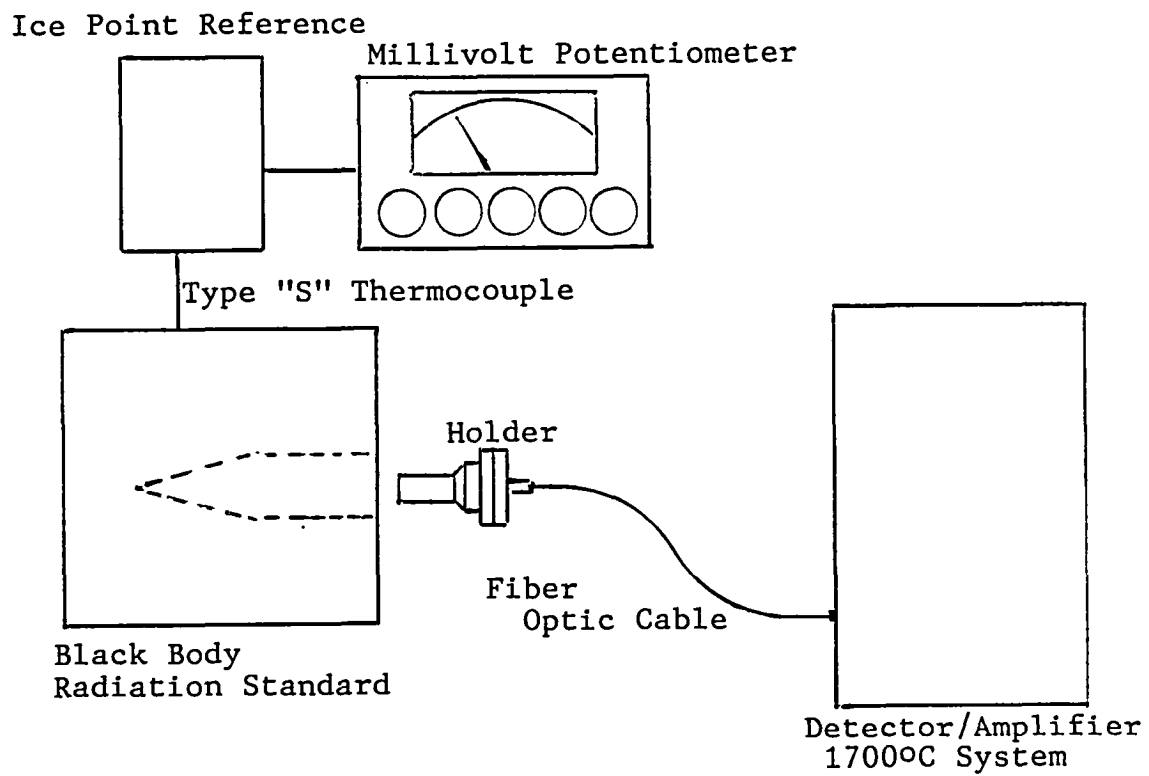 Ice Point Reference
Millivolt Potentiometer
Type "S" Thermocouple
Holder
Fiber
Optic Cable
Black Body
Radiation Standard
Detector/Amplifier
1700ºC System